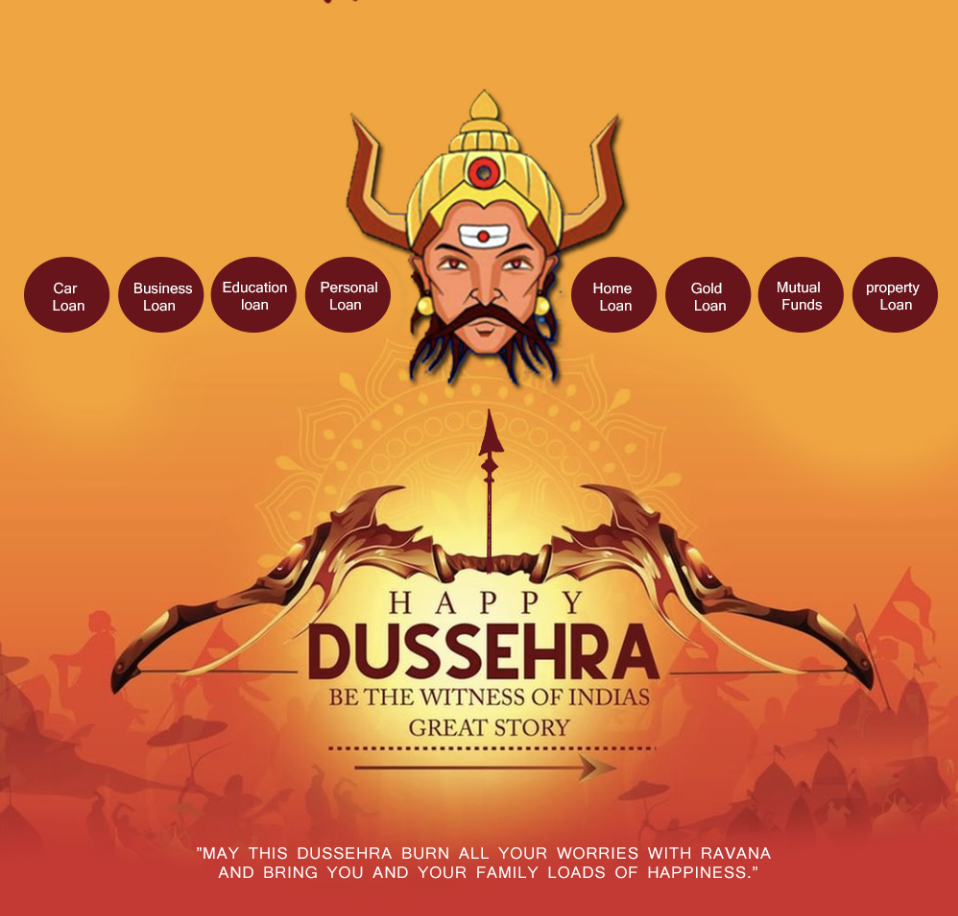 Car
Loan
Business
Loan
Education
loan
Personal
Loan
Home
Loan
Gold
Loan
Mutual
Funds
property
Loan
HAPPY
DUSSEHRA
BE THE WITNESS OF INDIAS
GREAT STORY
"MAY THIS DUSSEHRA BURN ALL YOUR WORRIES WITH RAVANA
AND BRING YOU AND YOUR FAMILY LOADS OF HAPPINESS."